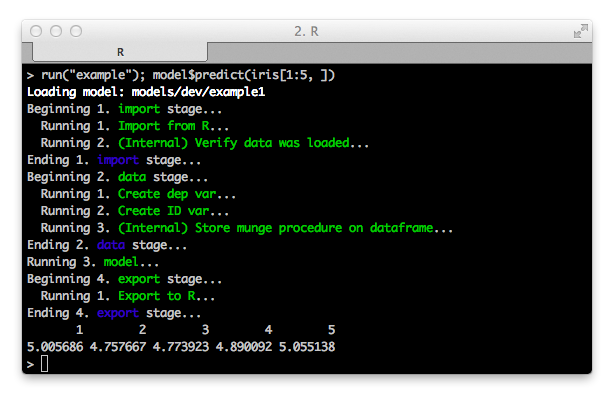 2. R
R
> run("example"); model$predict(iris[1:5, ])
Loading model: models/dev/example1
Beginning 1. import stage...
  Running 1. Import from R...
  Running 2. (Internal) Verify data was loaded...
Ending 1. import stage...
Beginning 2. data stage...
  Running 1. Create dep var...
  Running 2. Create ID var...
  Running 3. (Internal) Store munge procedure on dataframe...
Ending 2. data stage...
Running 3. model...
Beginning 4. export stage...
  Running 1. Export to R...
Ending 4. export stage...
       1        2        3        4        5
5.005686 4.757667 4.773923 4.890092 5.055138
>